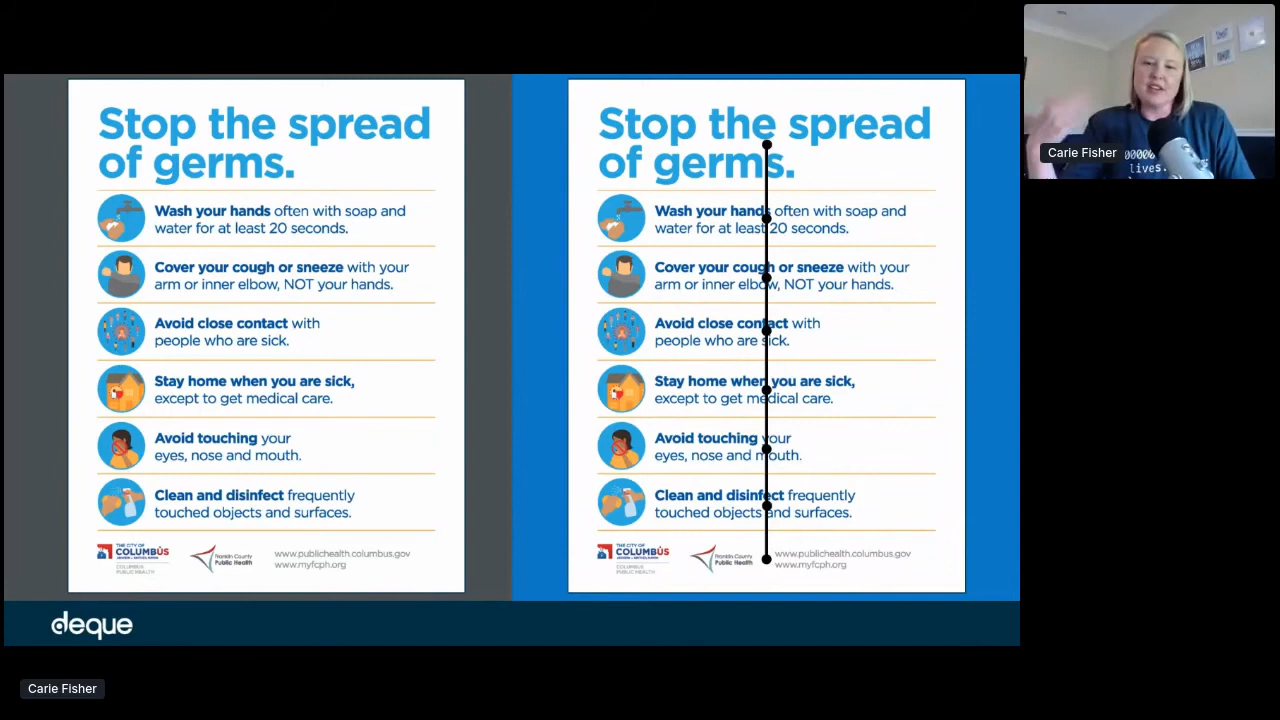 Stop the spread
of germs.
Wash your hands often with soap and
water for at least 20 seconds.
Cover your cough or sneeze with your
arm or inner elbow, NOT your hands.
Avoid close contact with
people who are sick.
Stay home when you are sick,
except to get medical care.
Avoid touching your
eyes, nose and mouth.
Clean and disinfect frequently
touched objects and surfaces.
THE CITY OF
COLUMBUS
COLUMBUS
PUBLIC HEALTH
Franklin County
Public Health
www.publichealth.columbus.gov
www.myfcph.org
Stop the spread
of germs.
Wash your hands often with soap and
water for at least 20 seconds.
Cover your cough or sneeze with your
arm or inner elbow, NOT your hands.
Avoid close contact with
people who are sick.
Stay home when you are sick,
except to get medical care.
Avoid touching your
eyes, nose and mouth.
Clean and disinfect frequently
touched objects and surfaces.
THE CITY OF
COLUMBUS
COLUMBUS
PUBLIC HEALTH
Franklin County
Public Health
www.publichealth.columbus.gov
www.myfcph.org
deque
Carie Fisher
lives.
Carie Fisher